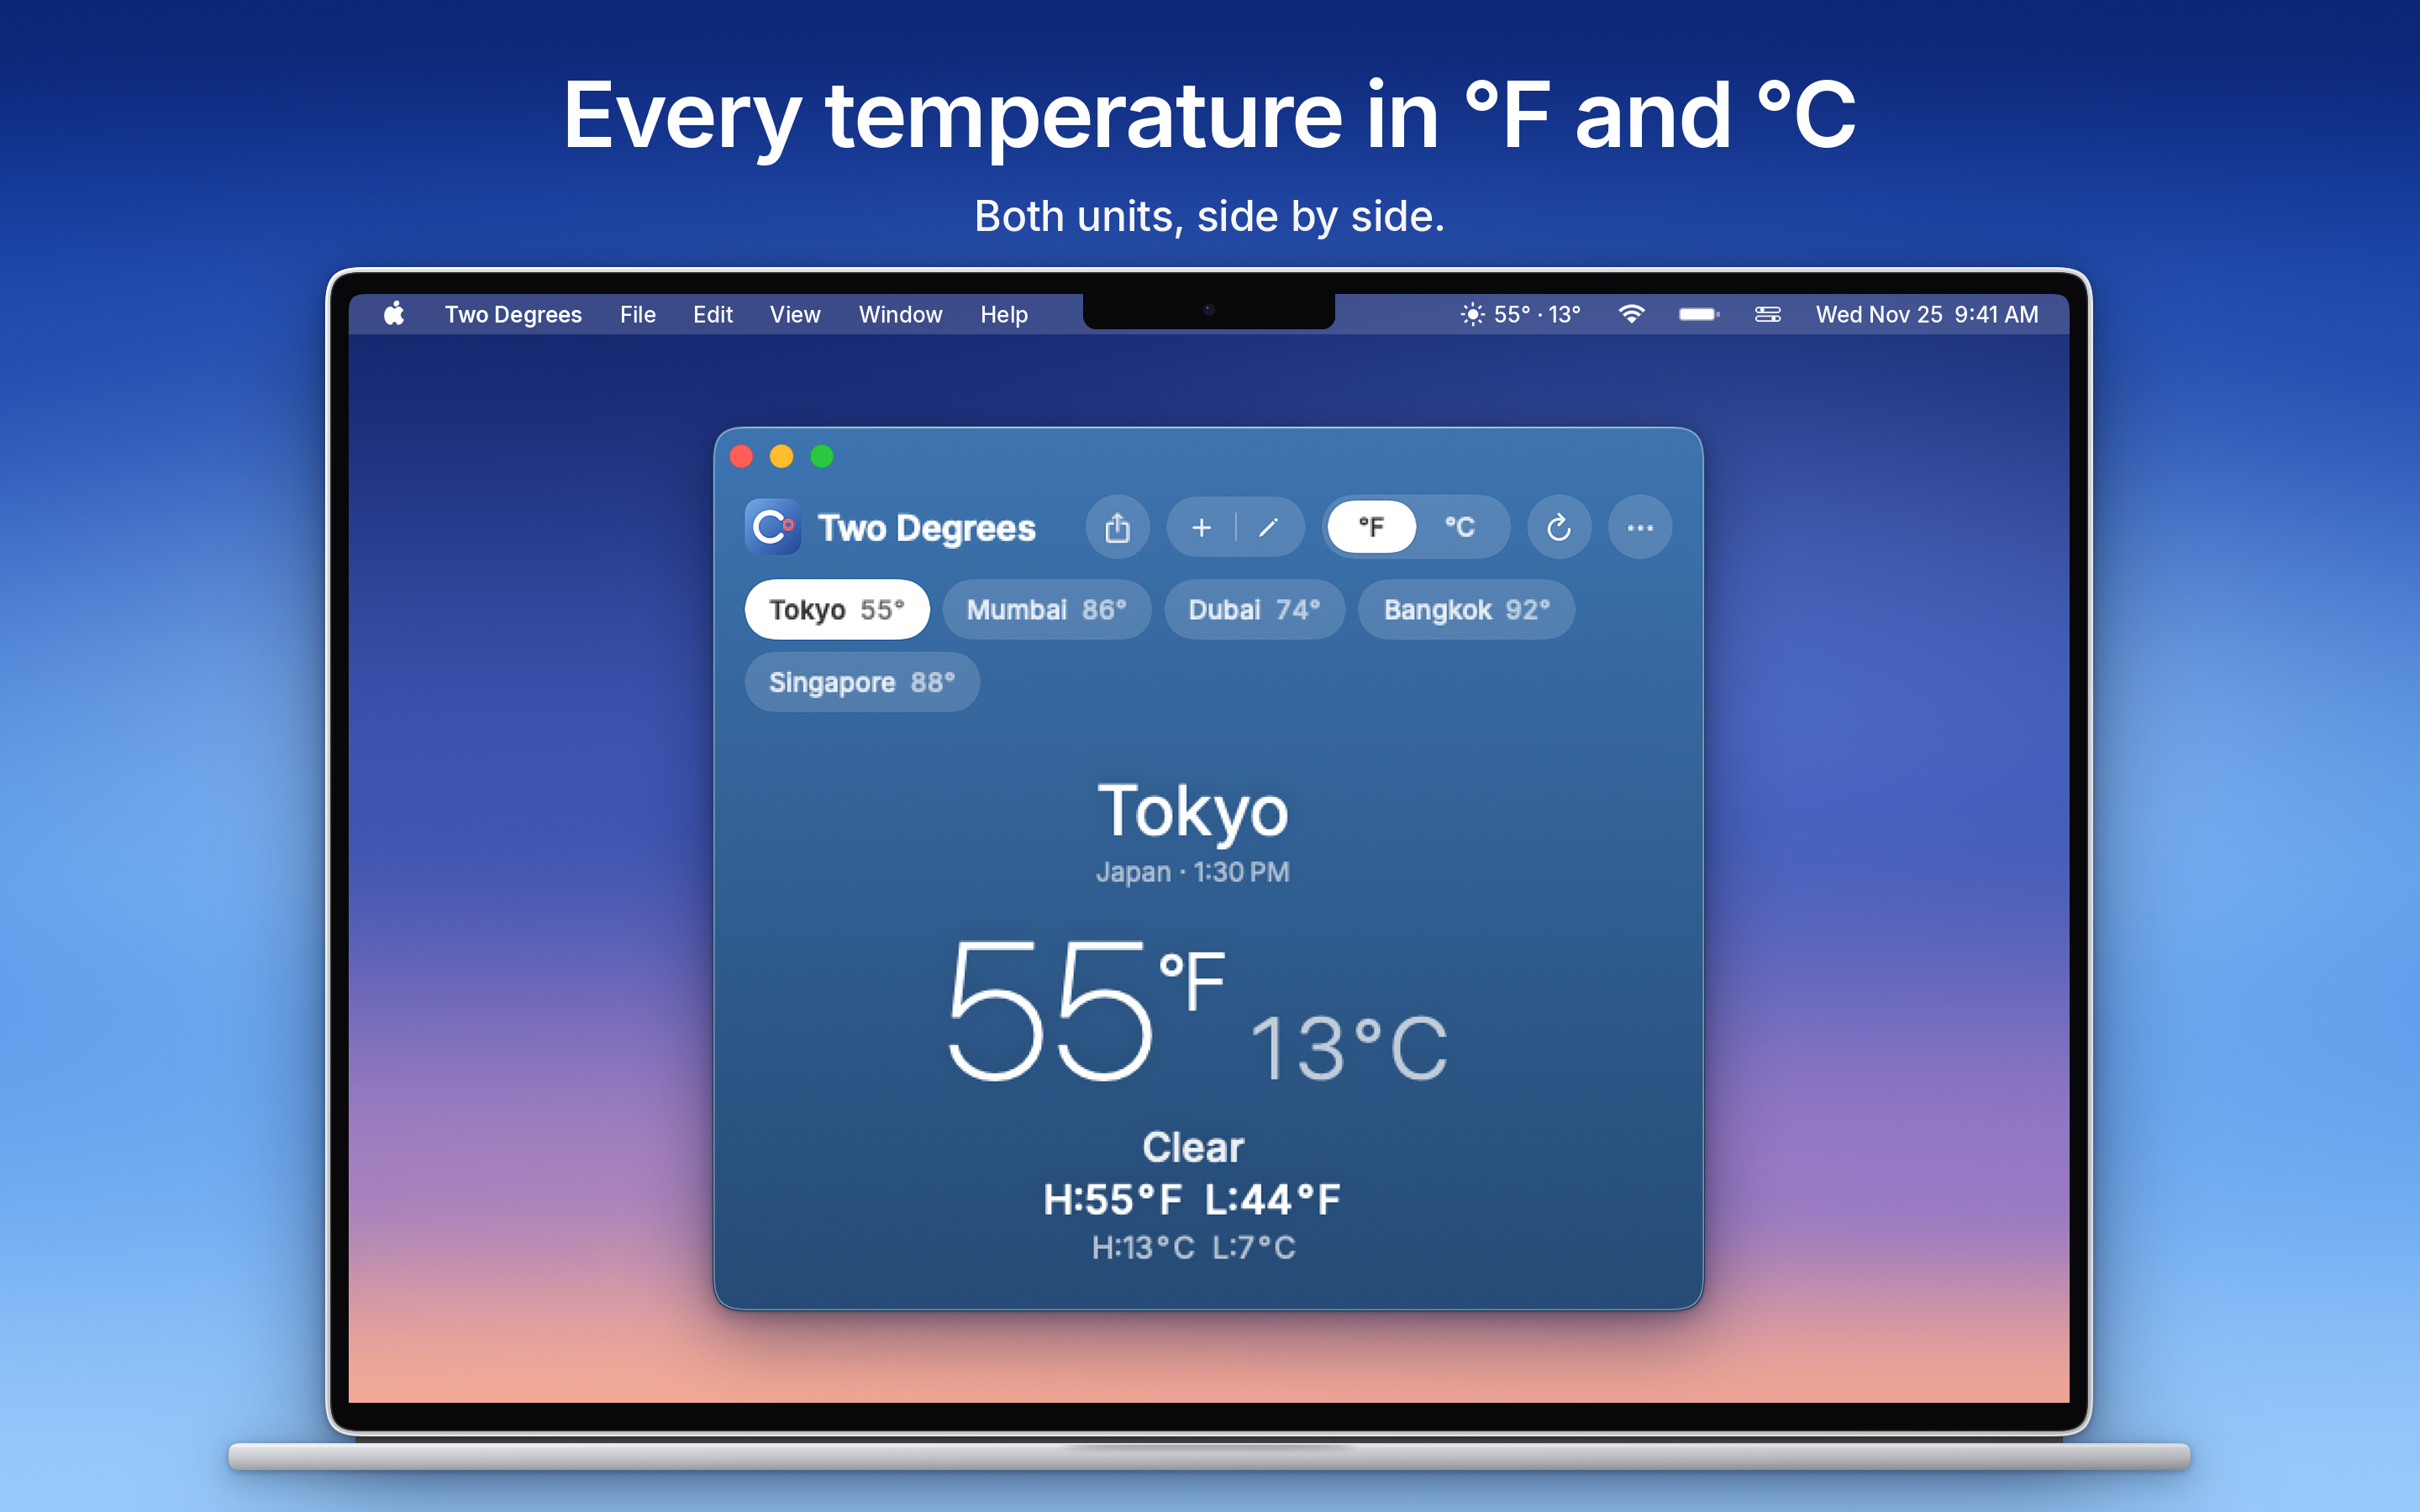 Every temperature in °F and °C
Both units, side by side.
Two Degrees File Edit View Window Help 55° · 13° Wed Nov 25 9:41 AM
Two Degrees + °F °C ···
Tokyo 55° Mumbai 86° Dubai 74° Bangkok 92°
Singapore 88°
Tokyo
Japan · 1:30 PM
55°F 13°C
Clear
H:55°F L:44°F
H:13°C L:7°C